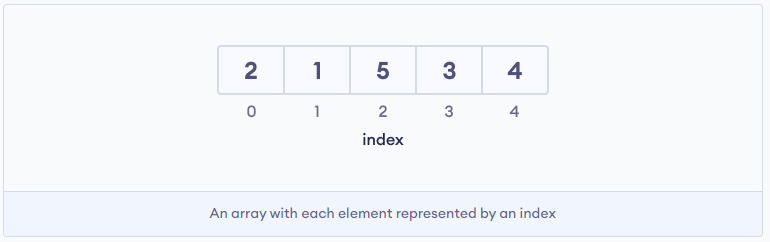 2 1 5 3 4
0 1 2 3 4
index
An array with each element represented by an index